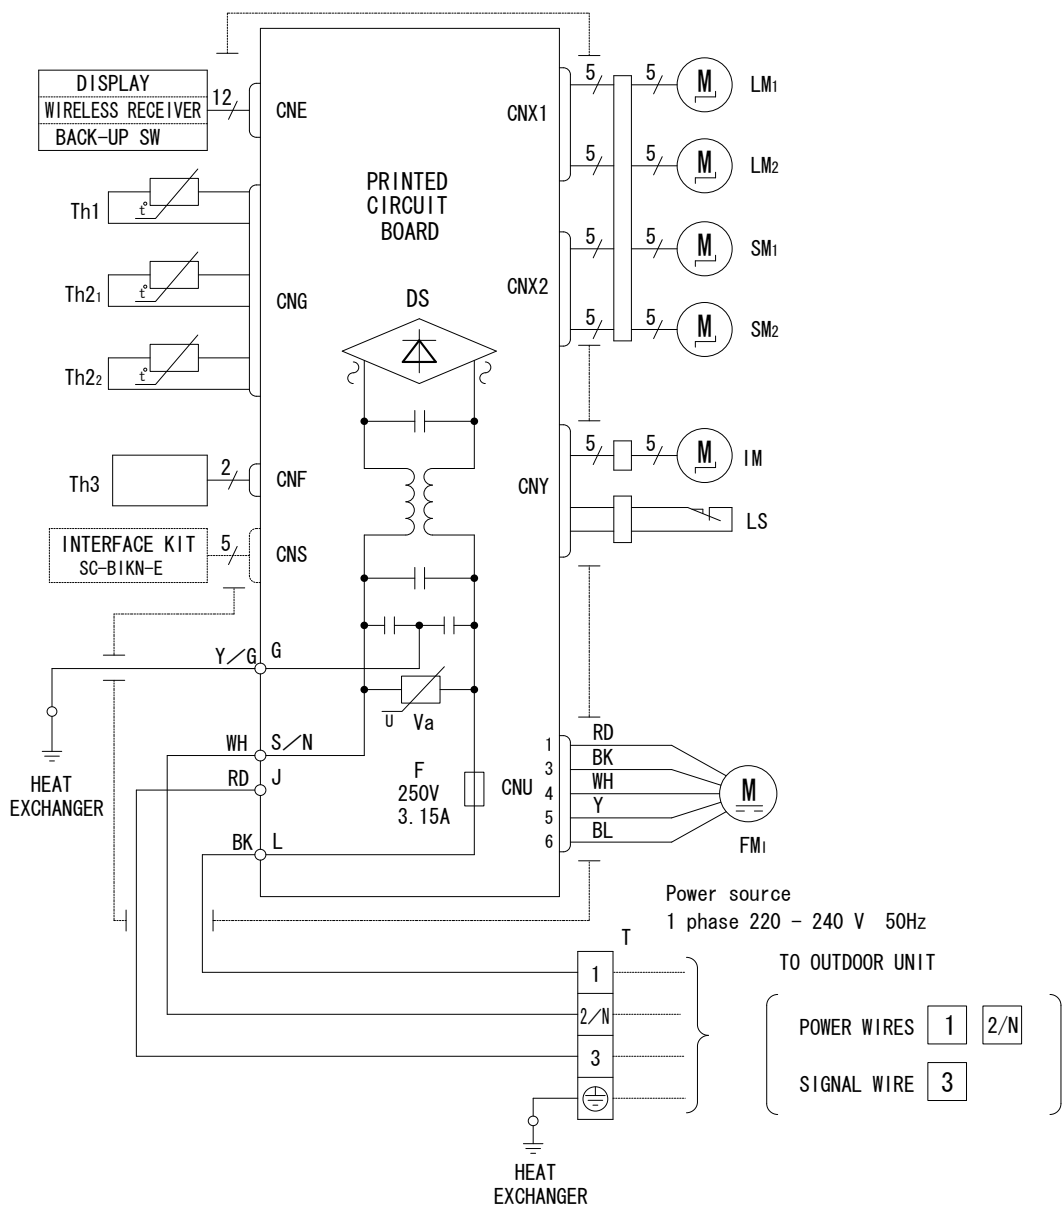 DISPLAY
WIRELESS RECEIVER
BACK-UP SW
12
CNE
Th1
t°
Th2₁
t°
CNG
Th2₂
t°
Th3
2
CNF
INTERFACE KIT
SC-BIKN-E
5
CNS
PRINTED
CIRCUIT
BOARD
DS
CNX1
5
5
M
LM₁
5
5
M
LM₂
CNX2
5
5
M
SM₁
5
5
M
SM₂
CNY
5
5
M
IM
LS
Y/G
G
U
Va
HEAT
EXCHANGER
WH
S/N
RD
J
BK
L
F
250V
3.15A
CNU
1
RD
3
BK
4
WH
5
Y
6
BL
M
FMI
Power source
1 phase 220 - 240 V 50Hz
T
TO OUTDOOR UNIT
1
2/N
3
POWER WIRES 1 2/N
SIGNAL WIRE 3
HEAT
EXCHANGER